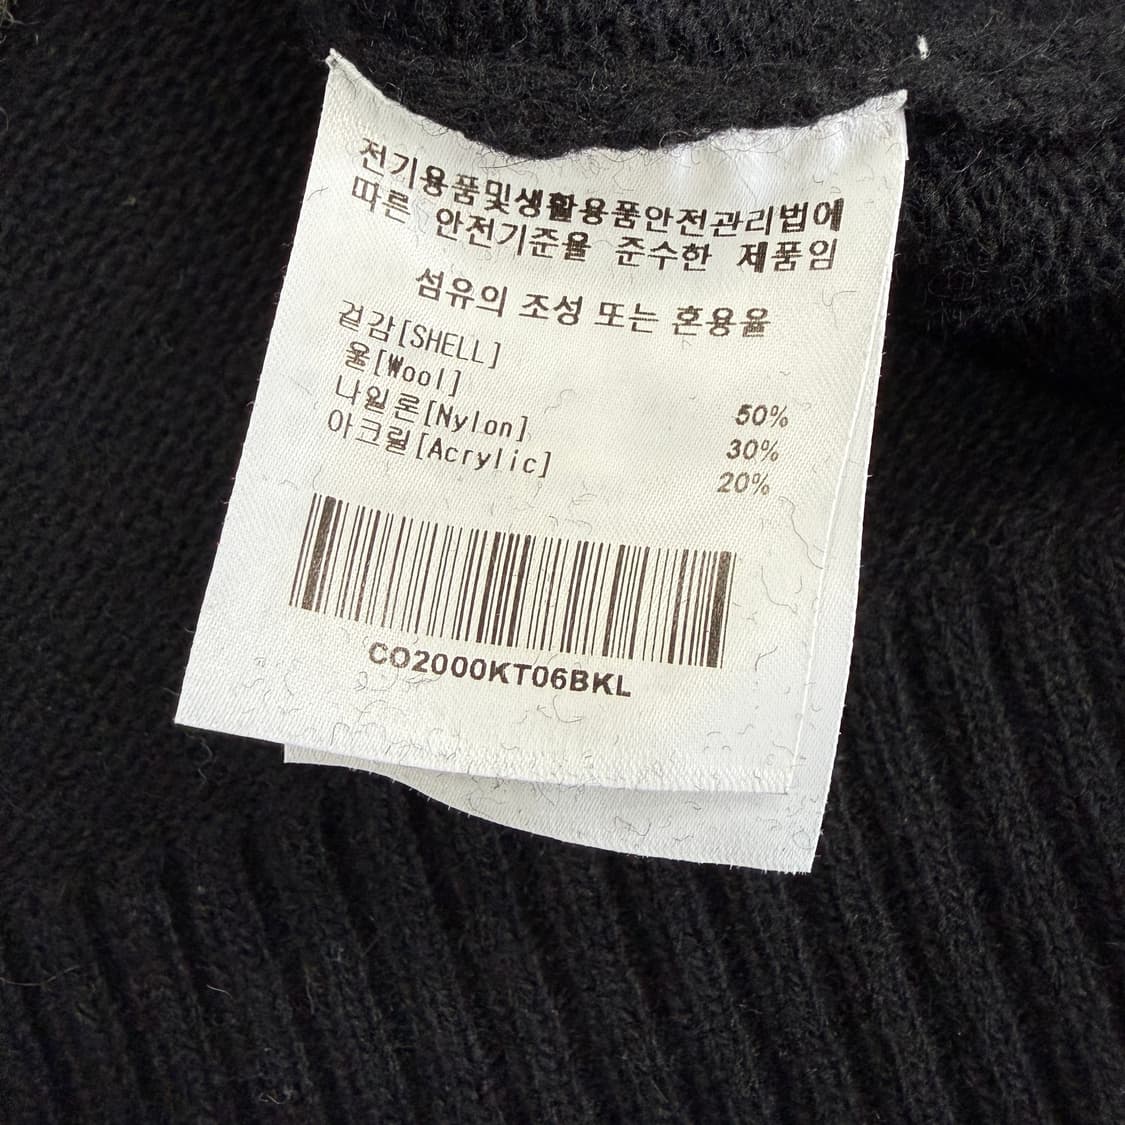 전기용품및생활용품안전관리법에
따른 안전기준을 준수한 제품임
섬유의 조성 또는 혼용율
겉감[SHELL]
울[Wool] 50%
나일론[Nylon] 30%
아크릴[Acrylic] 20%
CO2000KT06BKL